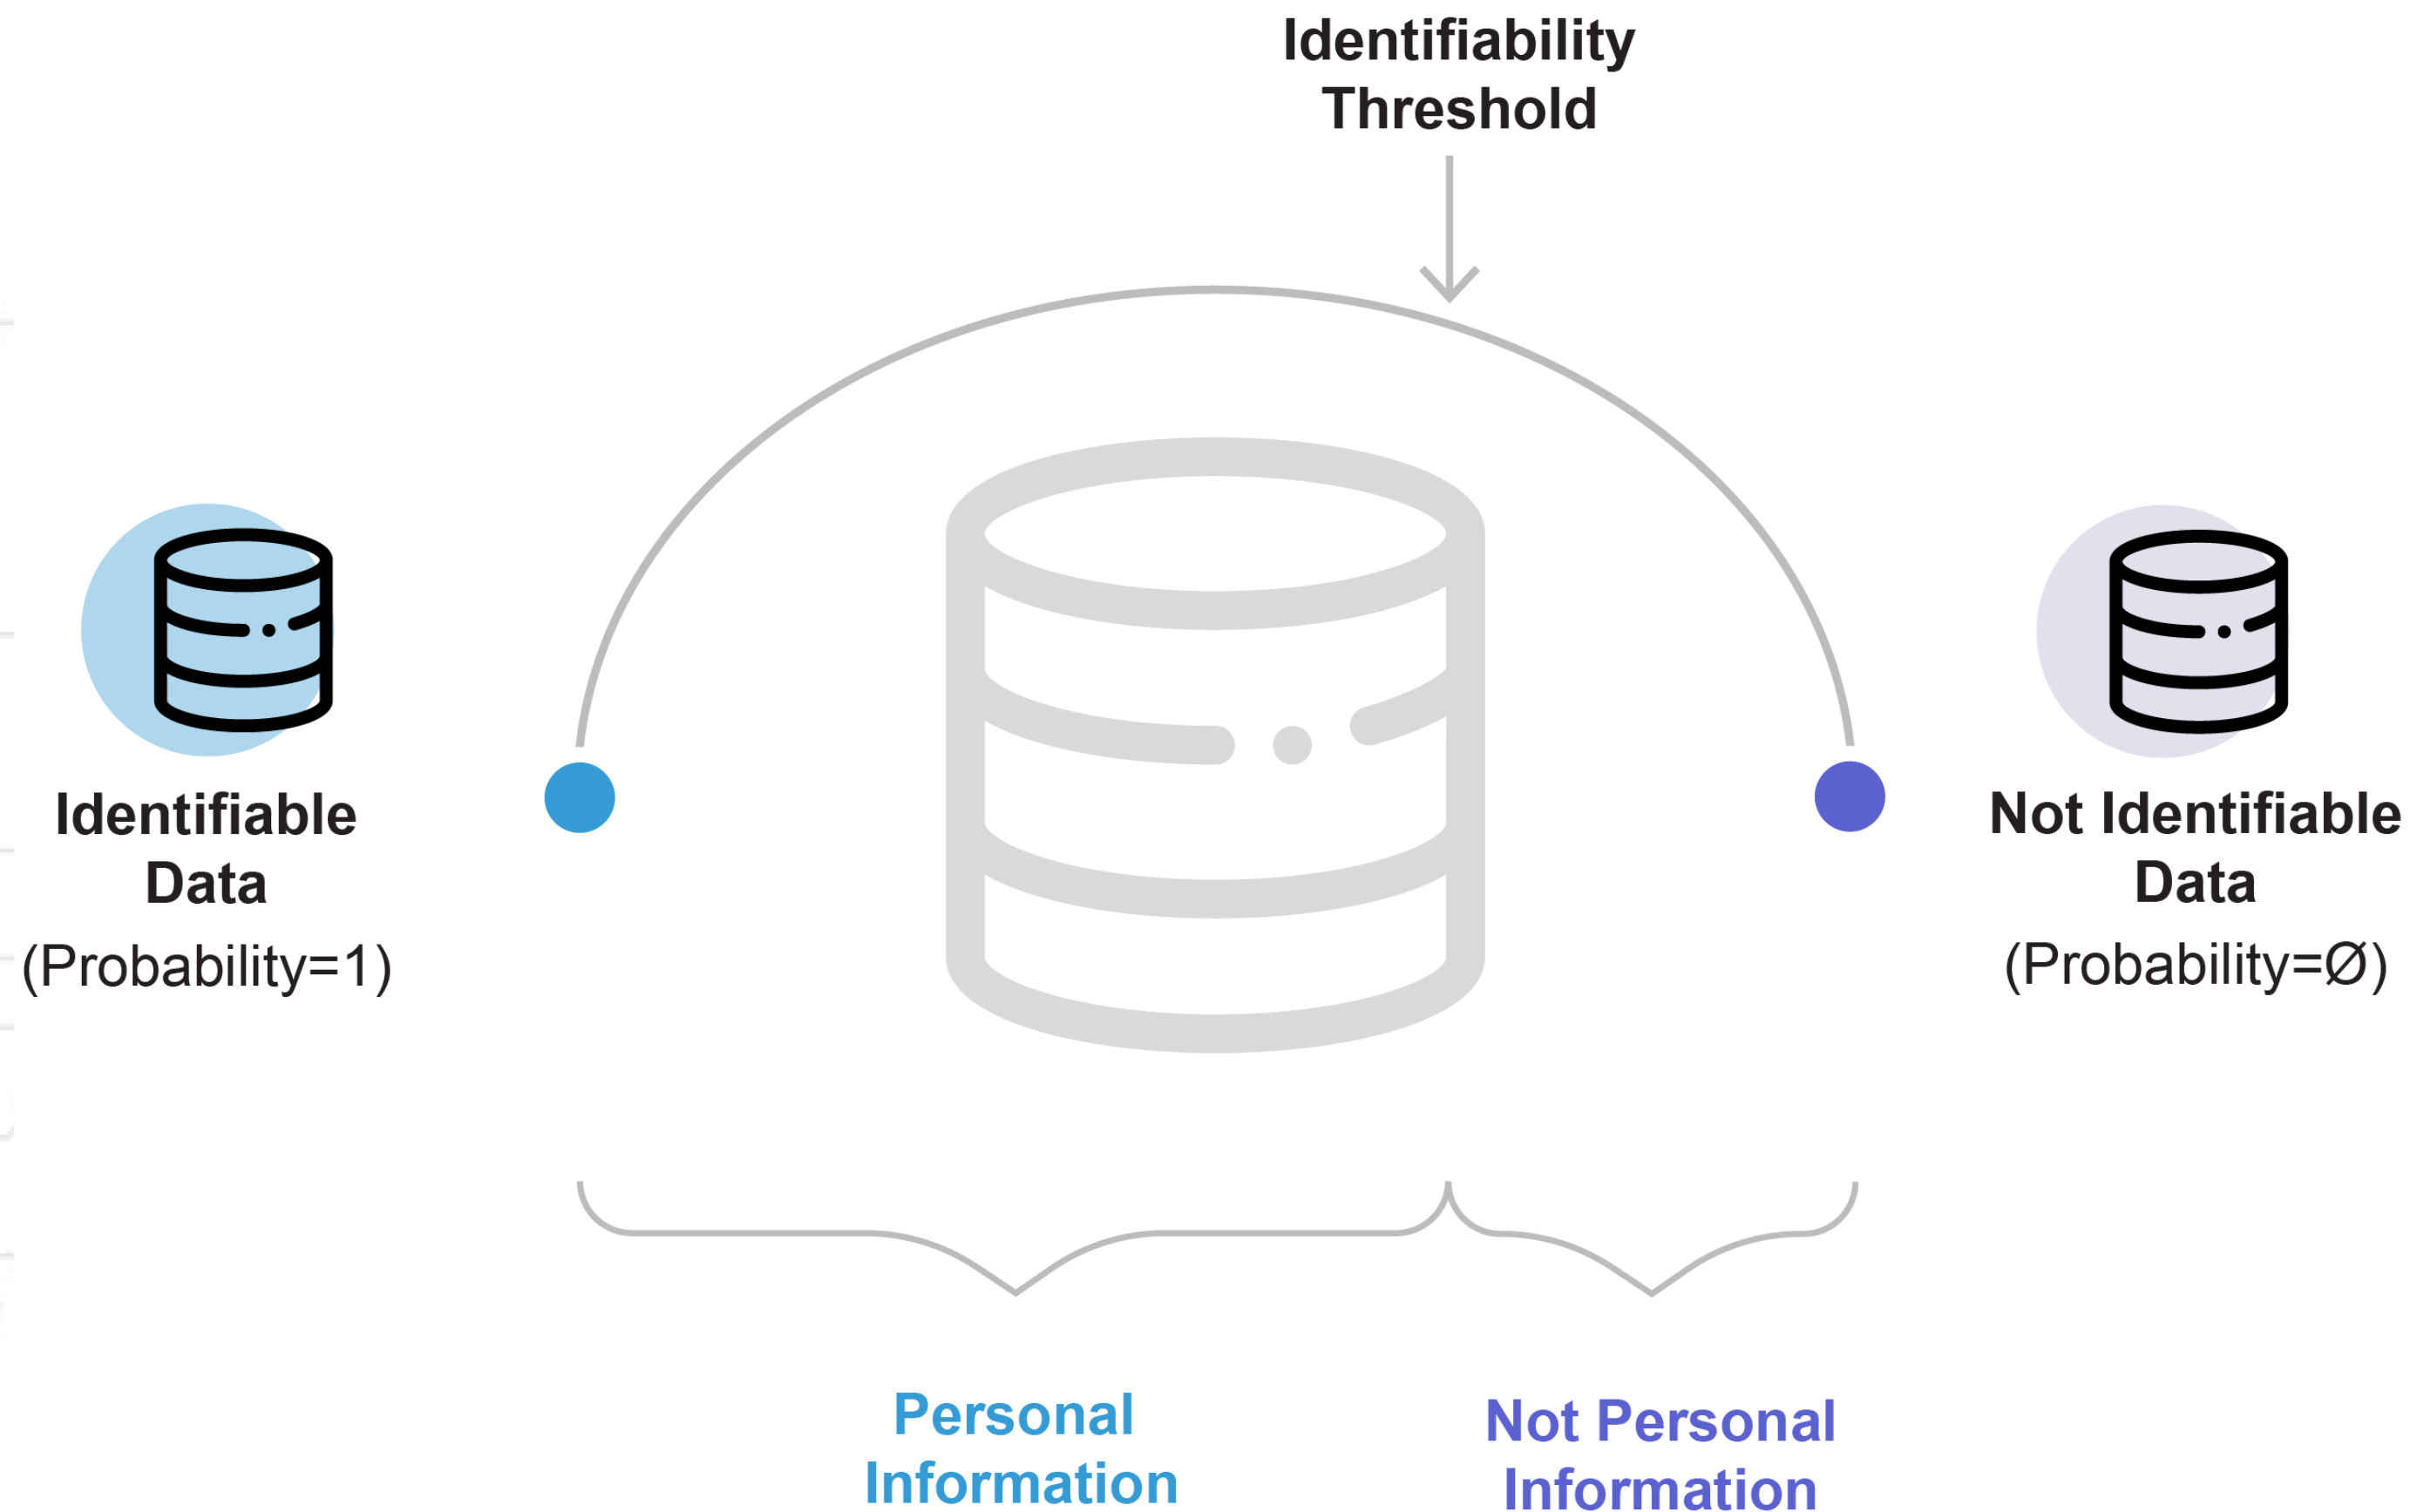 Identifiability
Threshold
Identifiable
Data
(Probability=1)
Not Identifiable
Data
(Probability=Ø)
Personal
Information
Not Personal
Information